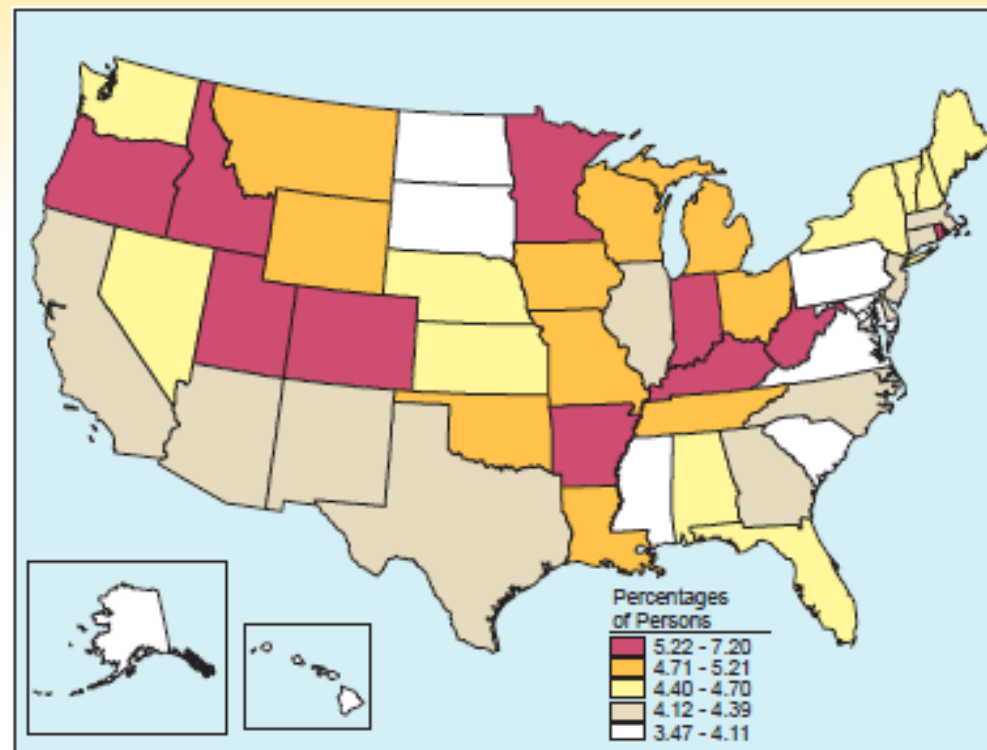 Percentages
of Persons
5.22 - 7.20
4.71 - 5.21
4.40 - 4.70
4.12 - 4.39
3.47 - 4.11